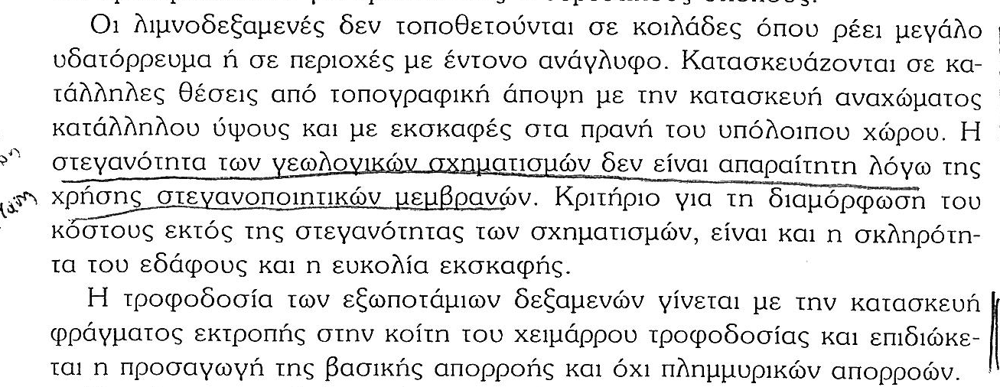 Οι λιμνοδεξαμενές δεν τοποθετούνται σε κοιλάδες όπου ρέει μεγάλο
υδατόρρευμα ή σε περιοχές με έντονο ανάγλυφο. Κατασκευάζονται σε κα-
τάλληλες θέσεις από τοπογραφική άποψη με την κατασκευή αναχώματος
κατάλληλου ύψους και με εκσκαφές στα πρανή του υπόλοιπου χώρου. Η
στεγανότητα των γεωλογικών σχηματισμών δεν είναι απαραίτητη λόγω της
χρήσης στεγανοποιητικών μεμβρανών. Κριτήριο για τη διαμόρφωση του
κόστους εκτός της στεγανότητας των σχηματισμών, είναι και η σκληρότη-
τα του εδάφους και η ευκολία εκσκαφής.
Η τροφοδοσία των εξωποτάμιων δεξαμενών γίνεται με την κατασκευή
φράγματος εκτροπής στην κοίτη του χειμάρρου τροφοδοσίας και επιδιώκε-
ται η προσαγωγή της βασικής απορροής και όχι πλημμυρικών απορροών.